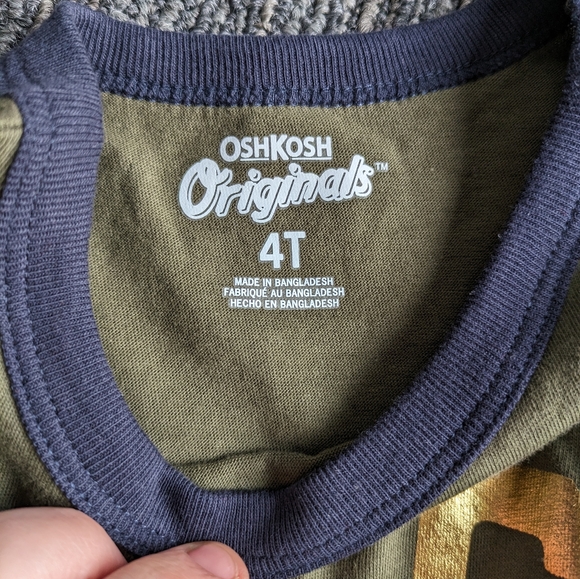 OSHKOSH
Originals™
4T
MADE IN BANGLADESH
FABRIQUÉ AU BANGLADESH
HECHO EN BANGLADESH